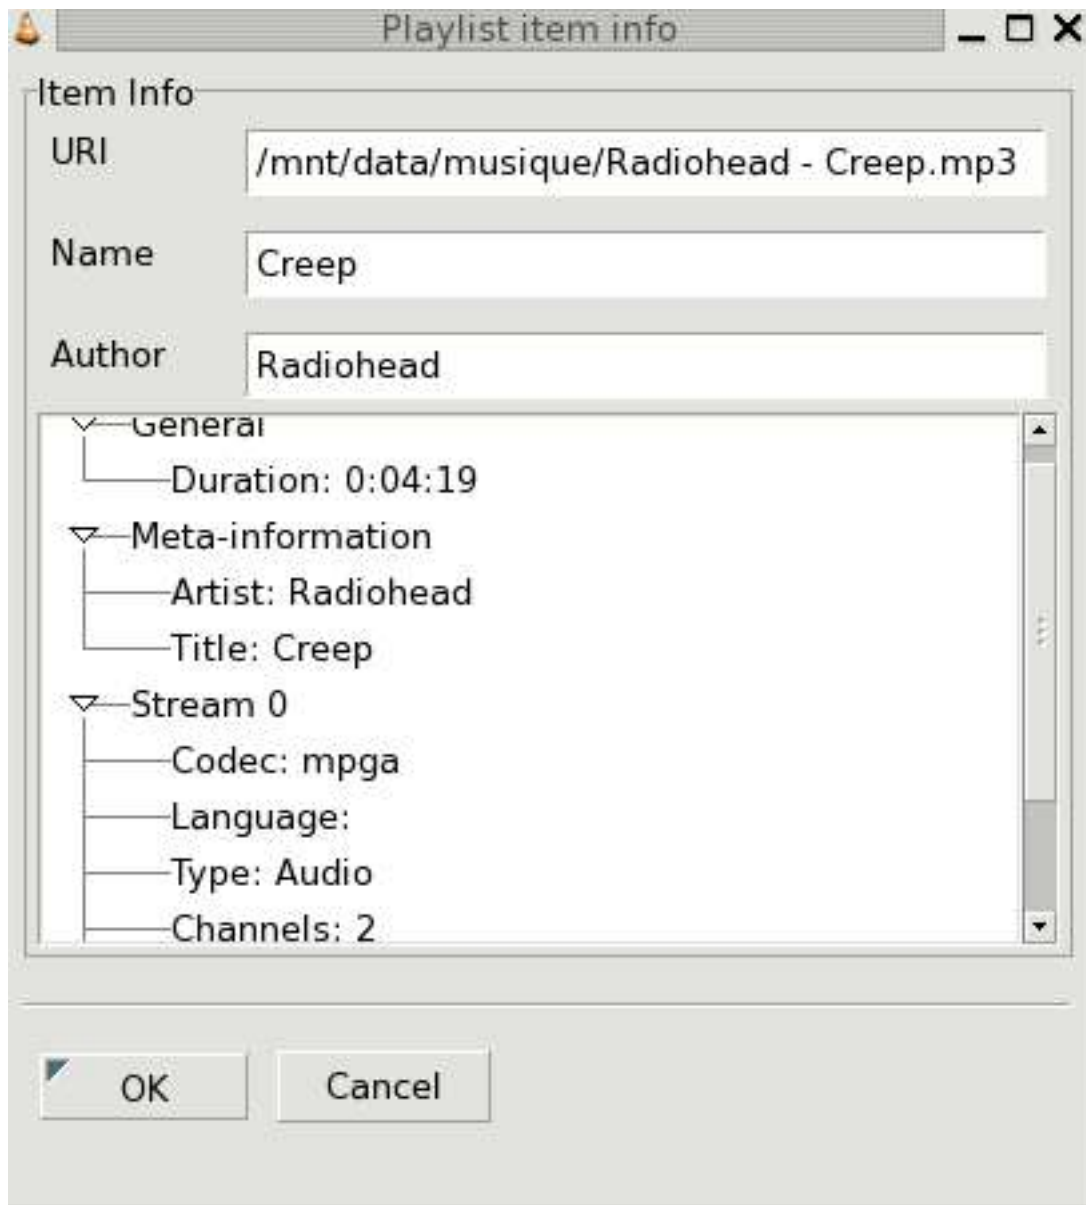 Playlist item info
Item Info
URI
/mnt/data/musique/Radiohead - Creep.mp3
Name
Creep
Author
Radiohead
General
Duration: 0:04:19
Meta-information
Artist: Radiohead
Title: Creep
Stream 0
Codec: mpga
Language:
Type: Audio
Channels: 2
OK
Cancel